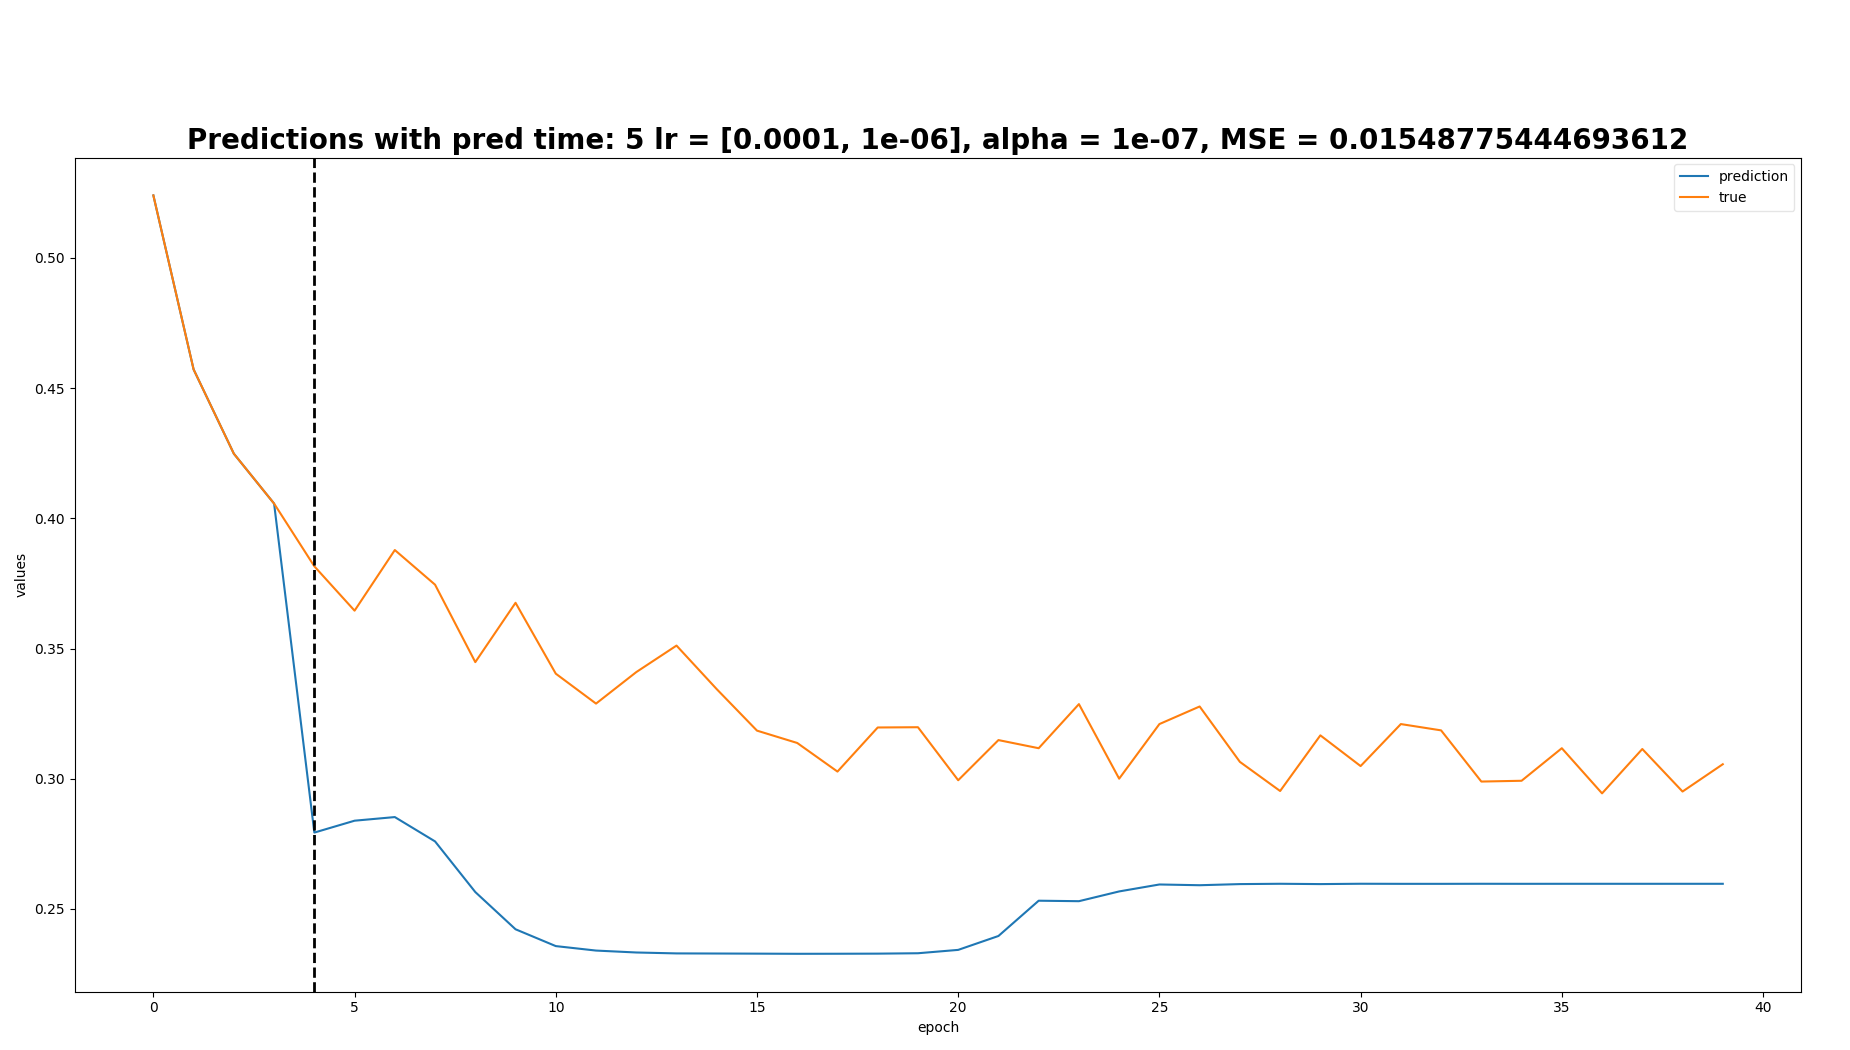 Predictions with pred time: 5 lr = [0.0001, 1e-06], alpha = 1e-07, MSE = 0.01548775444693612
prediction
true
0.50
0.45
0.40
0.35
0.30
0.25
values
0 5 10 15 20 25 30 35 40
epoch